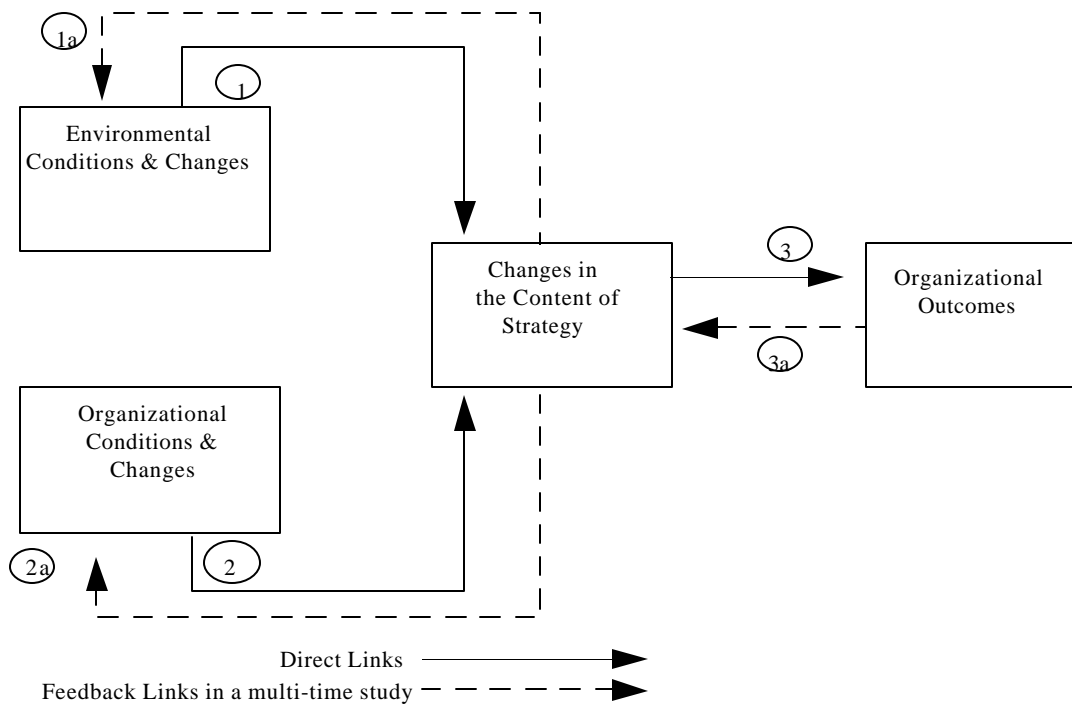 1a
1
Environmental
Conditions & Changes
3
Changes in
the Content of
Strategy
Organizational
Outcomes
3a
Organizational
Conditions &
Changes
2a
2
Direct Links
Feedback Links in a multi-time study